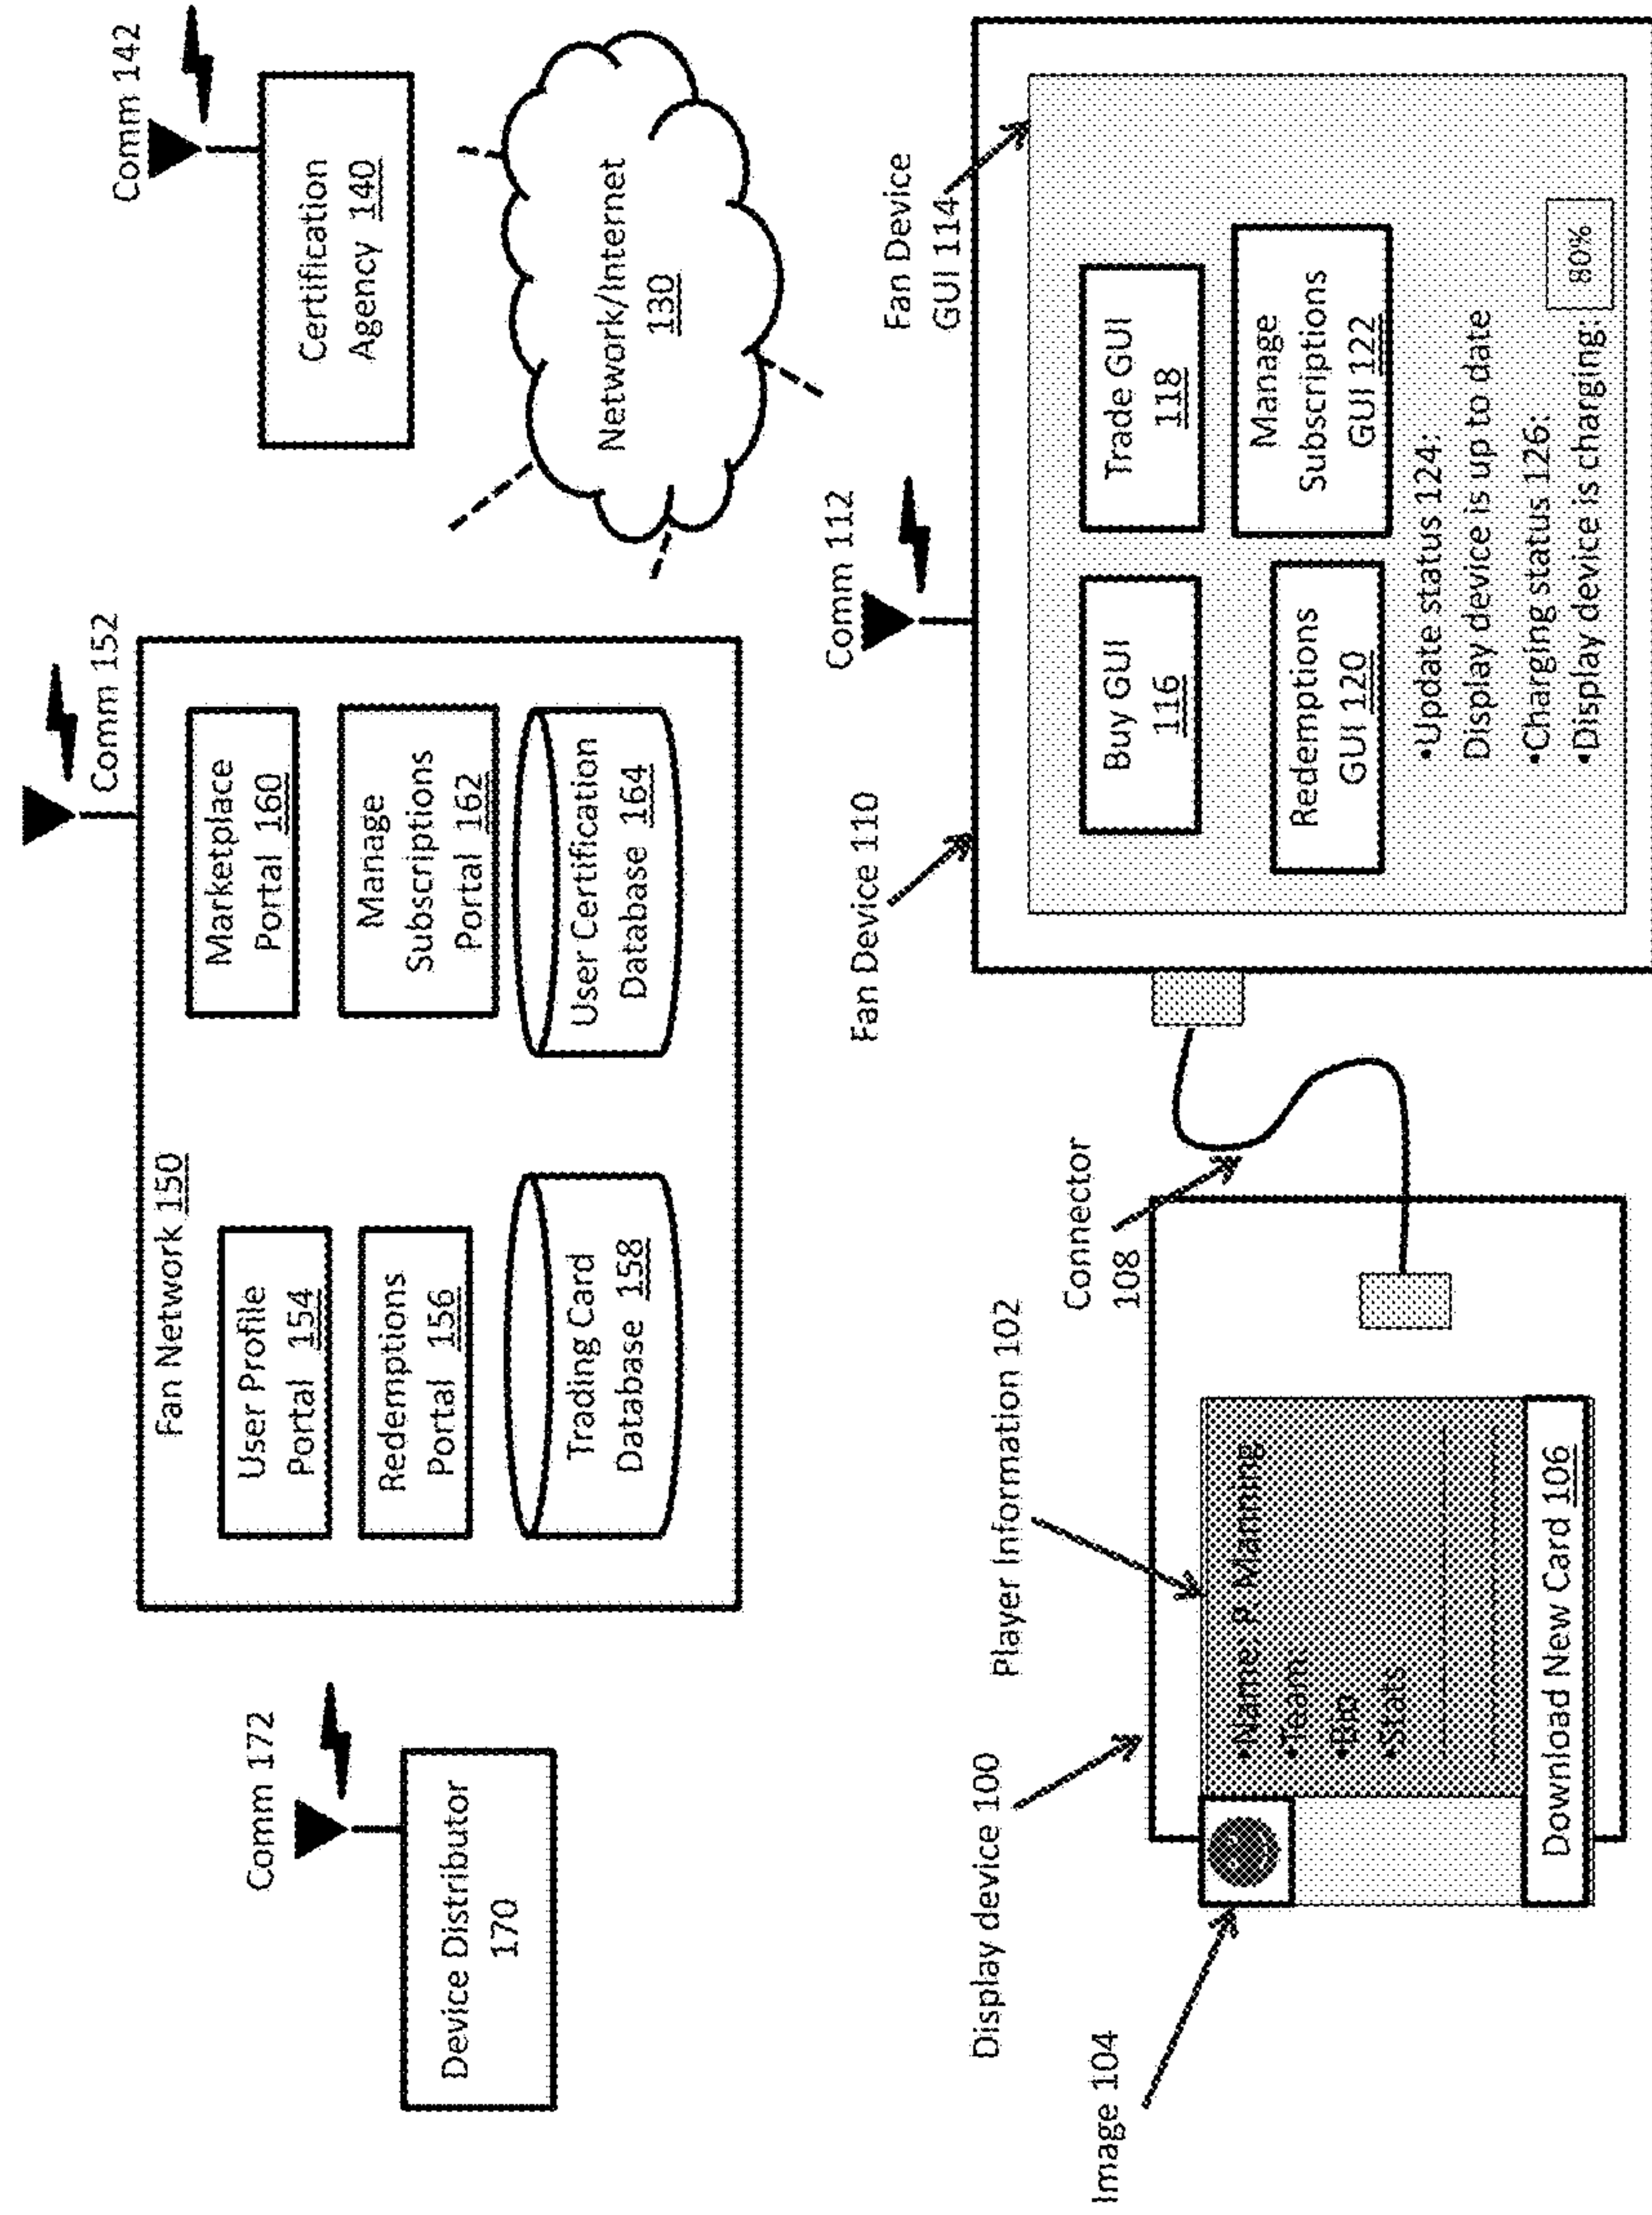 Comm 172
Device Distributor
170
Comm 152
Fan Network 150
User Profile
Portal 154
Redemptions
Portal 156
Trading Card
Database 158
Marketplace
Portal 160
Manage
Subscriptions
Portal 162
User Certification
Database 164
Comm 142
Certification
Agency 140
Network/Internet
130
Image 104
Display device 100
Player Information 102
•Name: P Manning
•Team
•Bio
•Stats
Download New Card 106
Connector
108
Fan Device 110
Comm 112
Fan Device
GUI 114
Buy GUI
116
Trade GUI
118
Redemptions
GUI 120
Manage
Subscriptions
GUI 122
•Update status 124:
Display device is up to date
•Charging status 126:
•Display device is charging:
80%